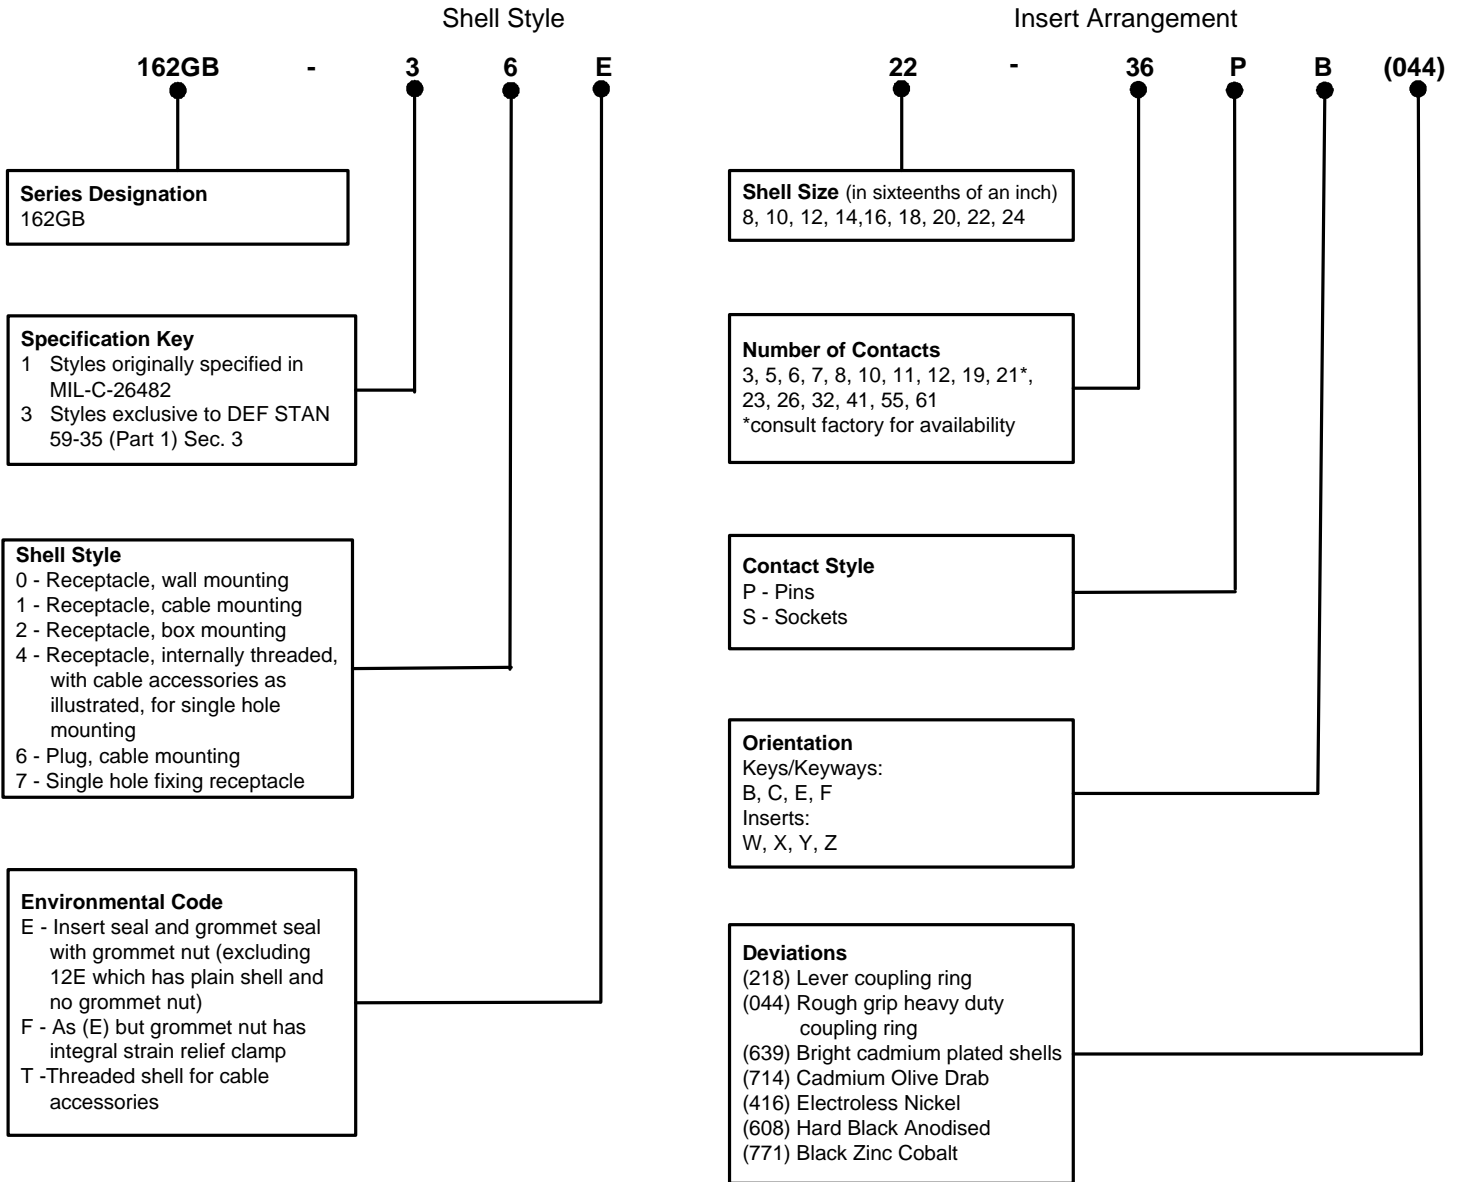 Shell Style
Insert Arrangement
162GB - 3 6 E
22 - 36 P B (044)
Series Designation
162GB
Specification Key
1 Styles originally specified in
MIL-C-26482
3 Styles exclusive to DEF STAN
59-35 (Part 1) Sec. 3
Shell Style
0 - Receptacle, wall mounting
1 - Receptacle, cable mounting
2 - Receptacle, box mounting
4 - Receptacle, internally threaded,
with cable accessories as
illustrated, for single hole
mounting
6 - Plug, cable mounting
7 - Single hole fixing receptacle
Environmental Code
E - Insert seal and grommet seal
with grommet nut (excluding
12E which has plain shell and
no grommet nut)
F - As (E) but grommet nut has
integral strain relief clamp
T -Threaded shell for cable
accessories
Shell Size (in sixteenths of an inch)
8, 10, 12, 14,16, 18, 20, 22, 24
Number of Contacts
3, 5, 6, 7, 8, 10, 11, 12, 19, 21*,
23, 26, 32, 41, 55, 61
*consult factory for availability
Contact Style
P - Pins
S - Sockets
Orientation
Keys/Keyways:
B, C, E, F
Inserts:
W, X, Y, Z
Deviations
(218) Lever coupling ring
(044) Rough grip heavy duty
coupling ring
(639) Bright cadmium plated shells
(714) Cadmium Olive Drab
(416) Electroless Nickel
(608) Hard Black Anodised
(771) Black Zinc Cobalt